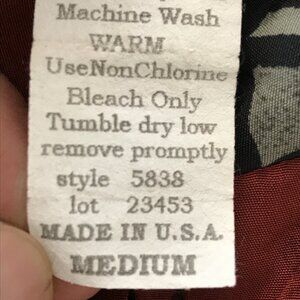 Machine Wash
WARM
UseNonChlorine
Bleach Only
Tumble dry low
remove promptly
style 5838
lot 23453
MADE IN U.S.A.
MEDIUM